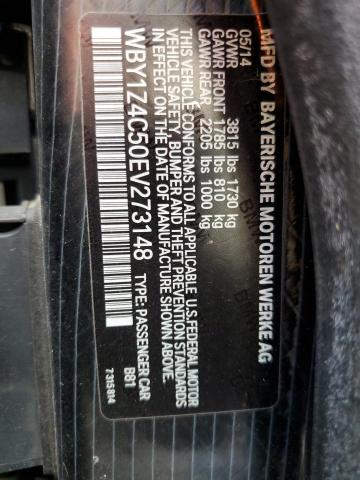 MFD BY BAYERISCHE MOTOREN WERKE AG
05/14
GVWR 3815 lbs 1730 kg
GAWR FRONT 1785 lbs 810 kg
GAWR REAR 2205 lbs 1000 kg
THIS VEHICLE CONFORMS TO ALL APPLICABLE U.S.FEDERAL MOTOR
VEHICLE SAFETY, BUMPER AND THEFT PREVENTION STANDARDS
IN EFFECT ON THE DATE OF MANUFACTURE SHOWN ABOVE.
WBY1Z4C50EV273148 TYPE: PASSENGER CAR
B81
7315814